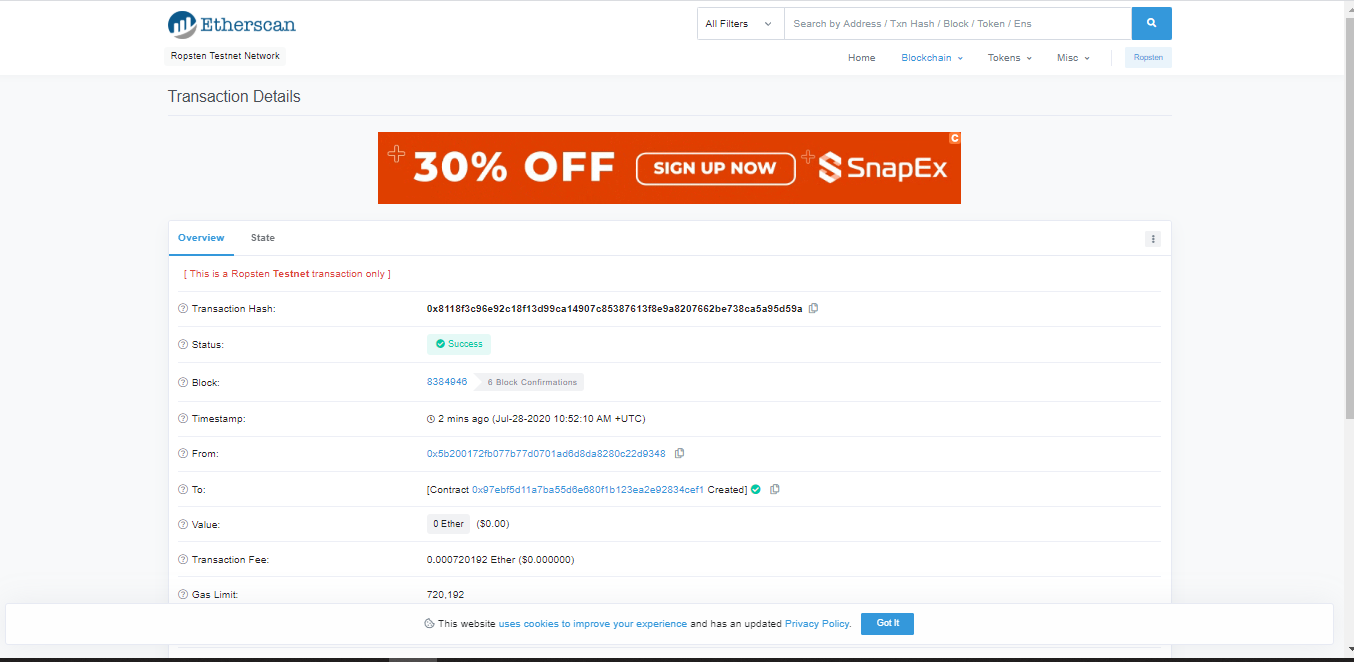 Etherscan
All Filters
Search by Address / Txn Hash / Block / Token / Ens
Ropsten Testnet Network
Home Blockchain Tokens Misc Ropsten
Transaction Details
30% OFF SIGN UP NOW SnapEx C
Overview State
[ This is a Ropsten Testnet transaction only ]
Transaction Hash: 0x8118f3c96e92c18f13d99ca14907c85387613f8e9a8207662be738ca5a95d59a
Status: Success
Block: 8384946 6 Block Confirmations
Timestamp: 2 mins ago (Jul-28-2020 10:52:10 AM +UTC)
From: 0x5b200172fb077b77d0701ad6d8da8280c22d9348
To: [Contract 0x97ebf5d11a7ba55d6e680f1b123ea2e92834cef1 Created]
Value: 0 Ether ($0.00)
Transaction Fee: 0.000720192 Ether ($0.000000)
Gas Limit: 720,192
This website uses cookies to improve your experience and has an updated Privacy Policy. Got It